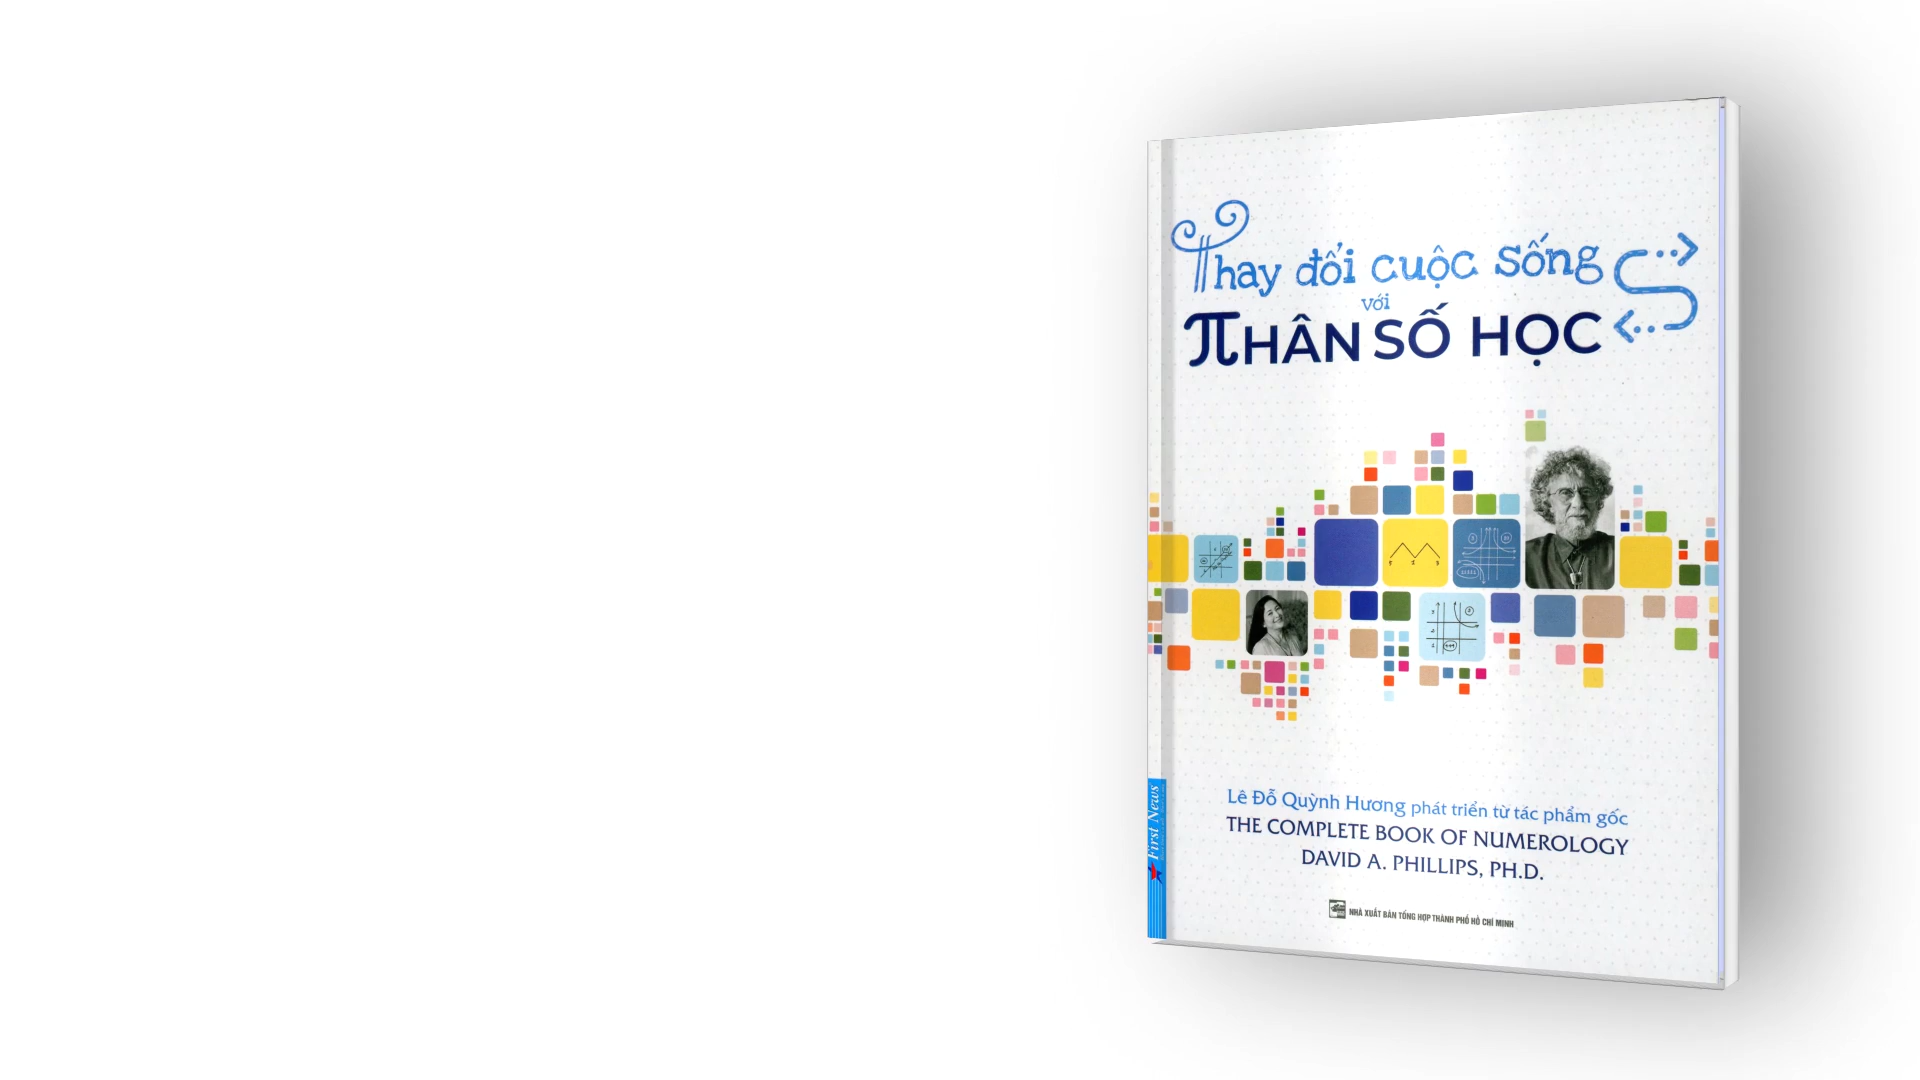 Thay đổi cuộc sống
với
NHÂN SỐ HỌC
Lê Đỗ Quỳnh Hương phát triển từ tác phẩm gốc
THE COMPLETE BOOK OF NUMEROLOGY
DAVID A. PHILLIPS, PH.D.
NHÀ XUẤT BẢN TỔNG HỢP THÀNH PHỐ HỒ CHÍ MINH
First News